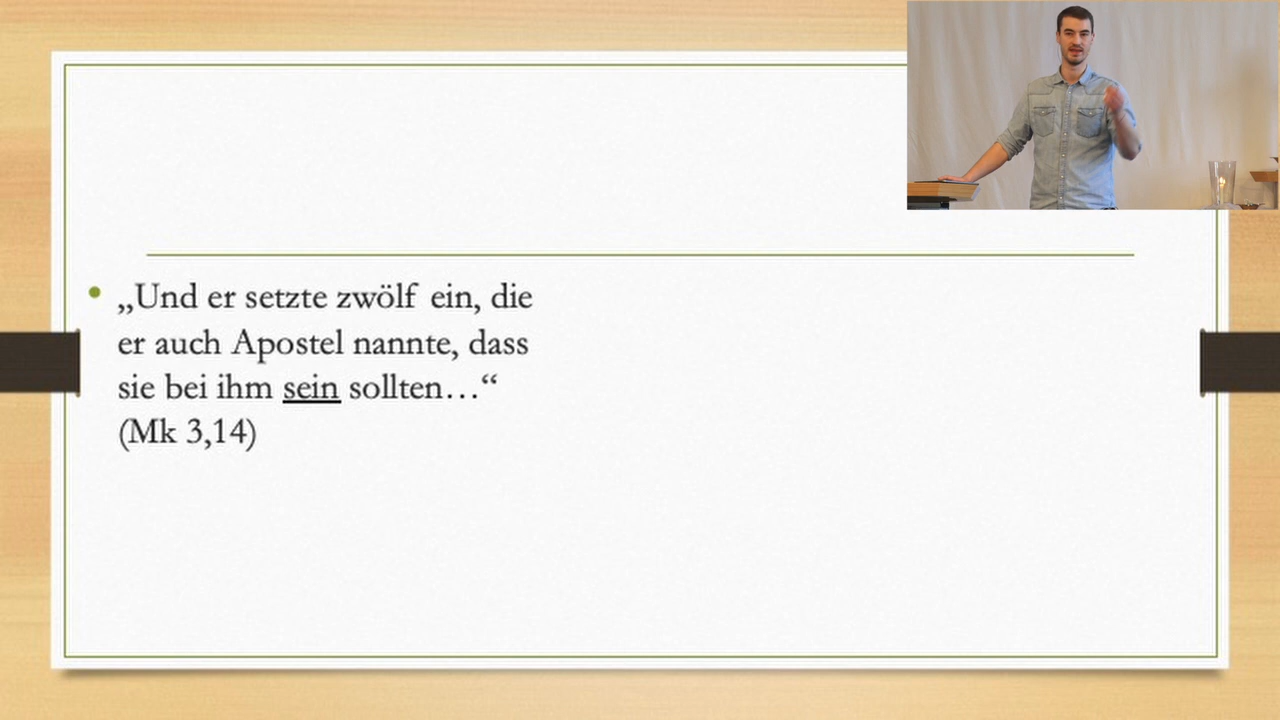 „Und er setzte zwölf ein, die
er auch Apostel nannte, dass
sie bei ihm sein sollten…“
(Mk 3,14)